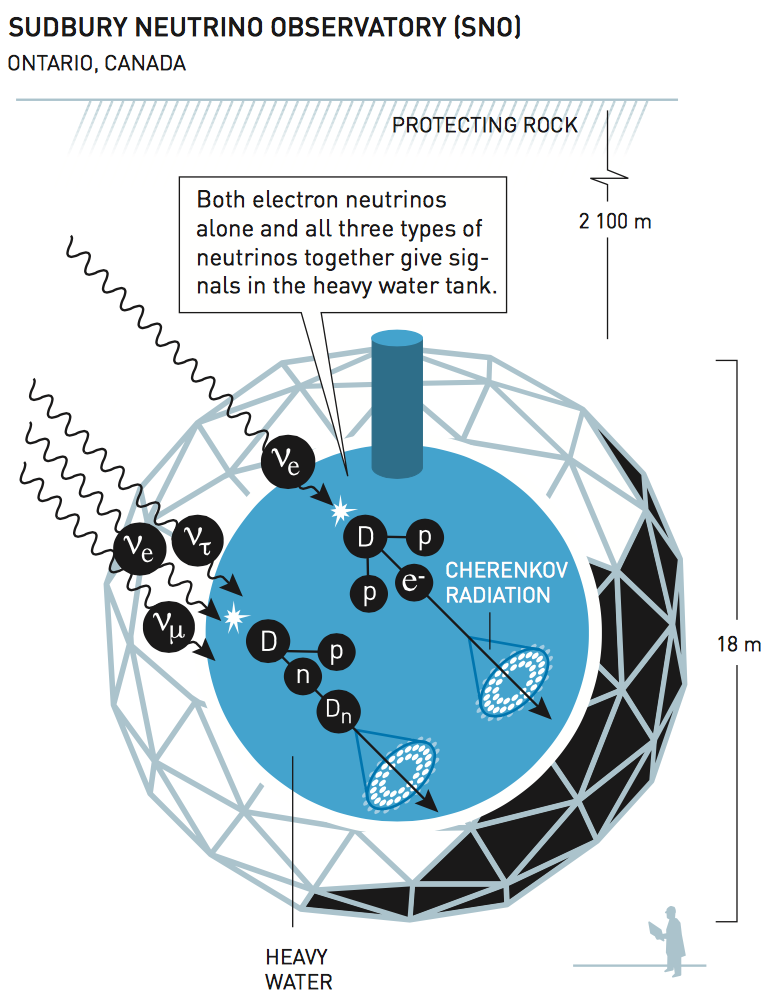 SUDBURY NEUTRINO OBSERVATORY (SNO)
ONTARIO, CANADA
PROTECTING ROCK
2 100 m
Both electron neutrinos
alone and all three types of
neutrinos together give sig-
nals in the heavy water tank.
νe
νe
ντ
νμ
D
p
p
e-
CHERENKOV
RADIATION
D
p
n
Dn
18 m
HEAVY
WATER